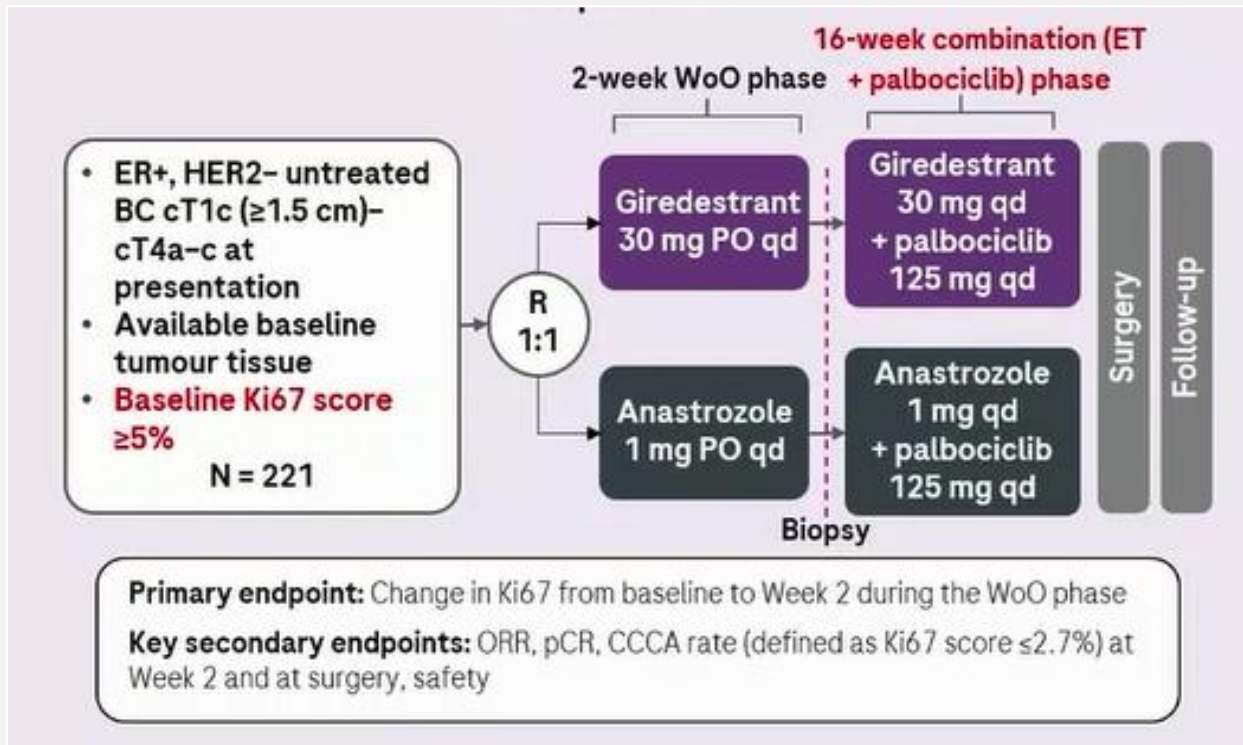 16-week combination (ET
2-week WoO phase + palbociclib) phase
• ER+, HER2– untreated
BC cT1c (≥1.5 cm)–
cT4a–c at
presentation
• Available baseline
tumour tissue
• Baseline Ki67 score
≥5%
N = 221
R
1:1
Giredestrant
30 mg PO qd
Giredestrant
30 mg qd
+ palbociclib
125 mg qd
Anastrozole
1 mg PO qd
Anastrozole
1 mg qd
+ palbociclib
125 mg qd
Biopsy
Surgery
Follow-up
Primary endpoint: Change in Ki67 from baseline to Week 2 during the WoO phase
Key secondary endpoints: ORR, pCR, CCCA rate (defined as Ki67 score ≤2.7%) at
Week 2 and at surgery, safety